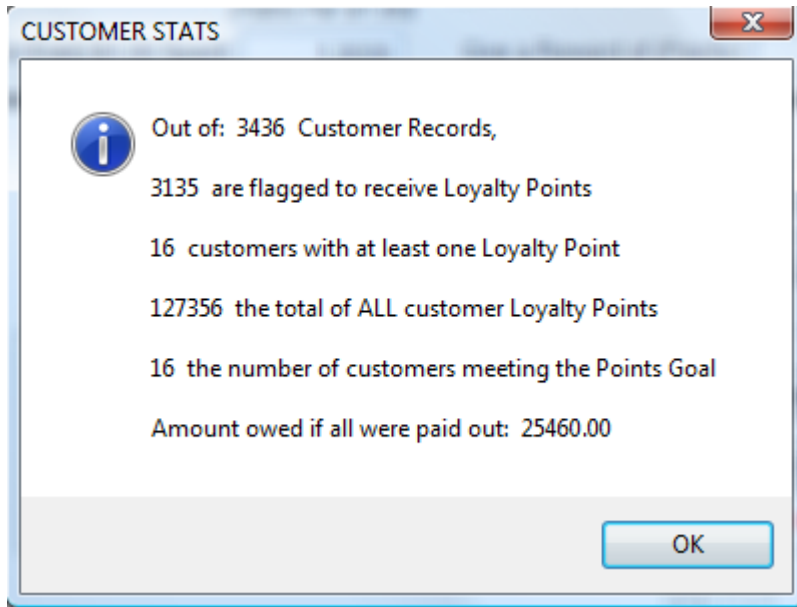 CUSTOMER STATS
Out of:  3436  Customer Records,
3135  are flagged to receive Loyalty Points
16  customers with at least one Loyalty Point
127356  the total of ALL customer Loyalty Points
16  the number of customers meeting the Points Goal
Amount owed if all were paid out:  25460.00
OK